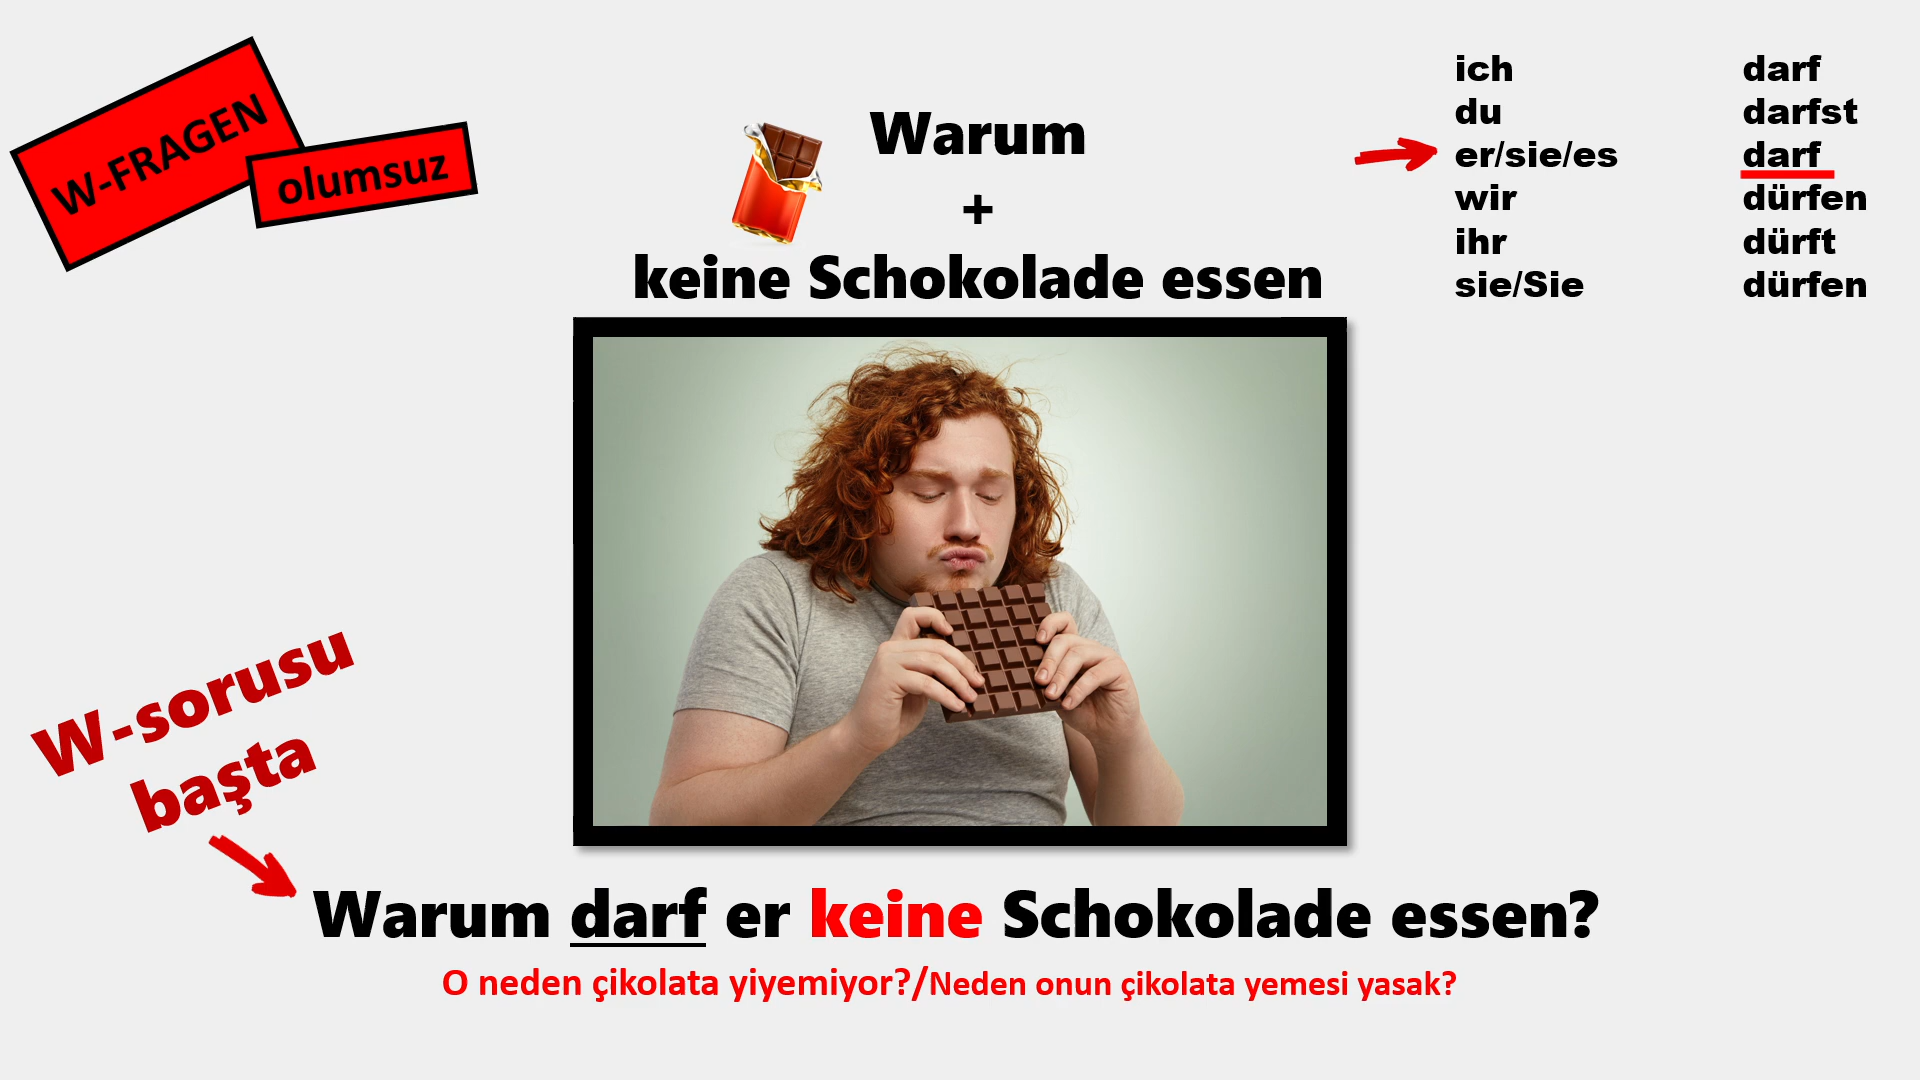 W-FRAGEN
olumsuz
Warum
+
keine Schokolade essen
ich darf
du darfst
er/sie/es darf
wir dürfen
ihr dürft
sie/Sie dürfen
W-sorusu
başta
Warum darf er keine Schokolade essen?
O neden çikolata yiyemiyor?/Neden onun çikolata yemesi yasak?